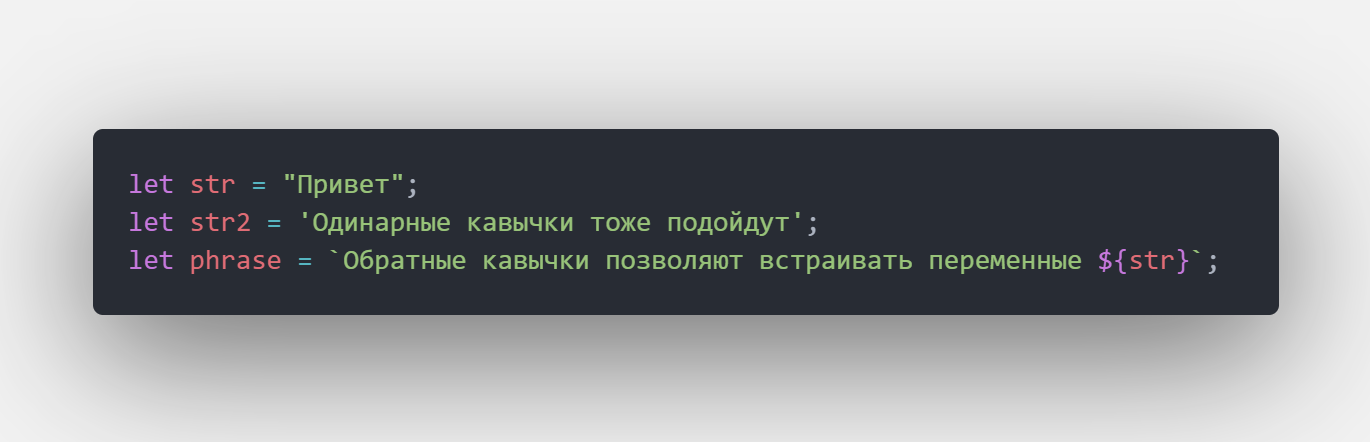 let str = "Привет";
let str2 = 'Одинарные кавычки тоже подойдут';
let phrase = `Обратные кавычки позволяют встраивать переменные ${str}`;